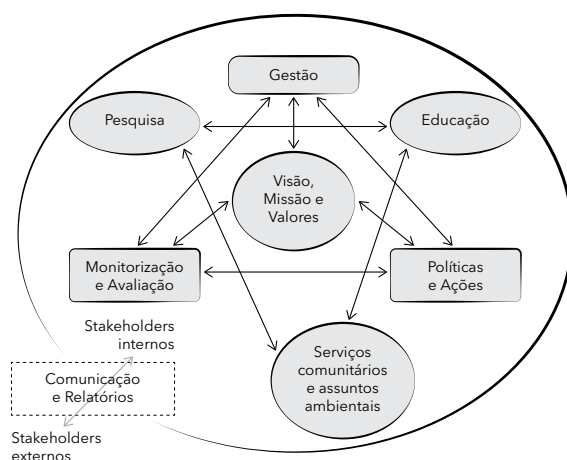 Gestão
Pesquisa
Educação
Visão,
Missão e
Valores
Monitorização
e Avaliação
Políticas
e Ações
Stakeholders
internos
Serviços
comunitários
e assuntos
ambientais
Comunicação
e Relatórios
Stakeholders
externos